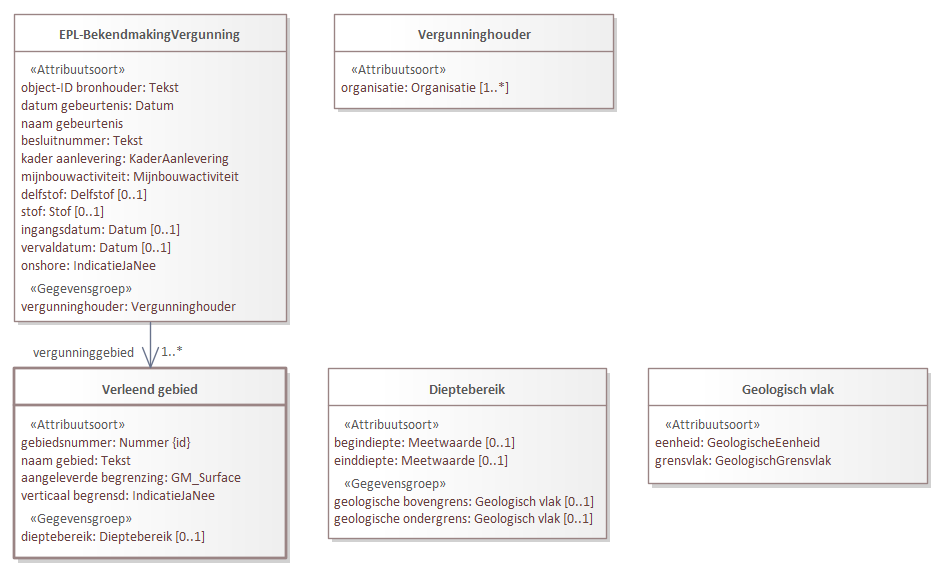 EPL-BekendmakingVergunning
«Attribuutsoort»
object-ID bronhouder: Tekst
datum gebeurtenis: Datum
naam gebeurtenis
besluitnummer: Tekst
kader aanlevering: KaderAanlevering
mijnbouwactiviteit: Mijnbouwactiviteit
delfstof: Delfstof [0..1]
stof: Stof [0..1]
ingangsdatum: Datum [0..1]
vervaldatum: Datum [0..1]
onshore: IndicatieJaNee
«Gegevensgroep»
vergunninghouder: Vergunninghouder
Vergunninghouder
«Attribuutsoort»
organisatie: Organisatie [1..*]
vergunninggebied 1..*
Verleend gebied
«Attribuutsoort»
gebiedsnummer: Nummer {id}
naam gebied: Tekst
aangeleverde begrenzing: GM_Surface
verticaal begrensd: IndicatieJaNee
«Gegevensgroep»
dieptebereik: Dieptebereik [0..1]
Dieptebereik
«Attribuutsoort»
begindiepte: Meetwaarde [0..1]
einddiepte: Meetwaarde [0..1]
«Gegevensgroep»
geologische bovengrens: Geologisch vlak [0..1]
geologische ondergrens: Geologisch vlak [0..1]
Geologisch vlak
«Attribuutsoort»
eenheid: GeologischeEenheid
grensvlak: GeologischGrensvlak